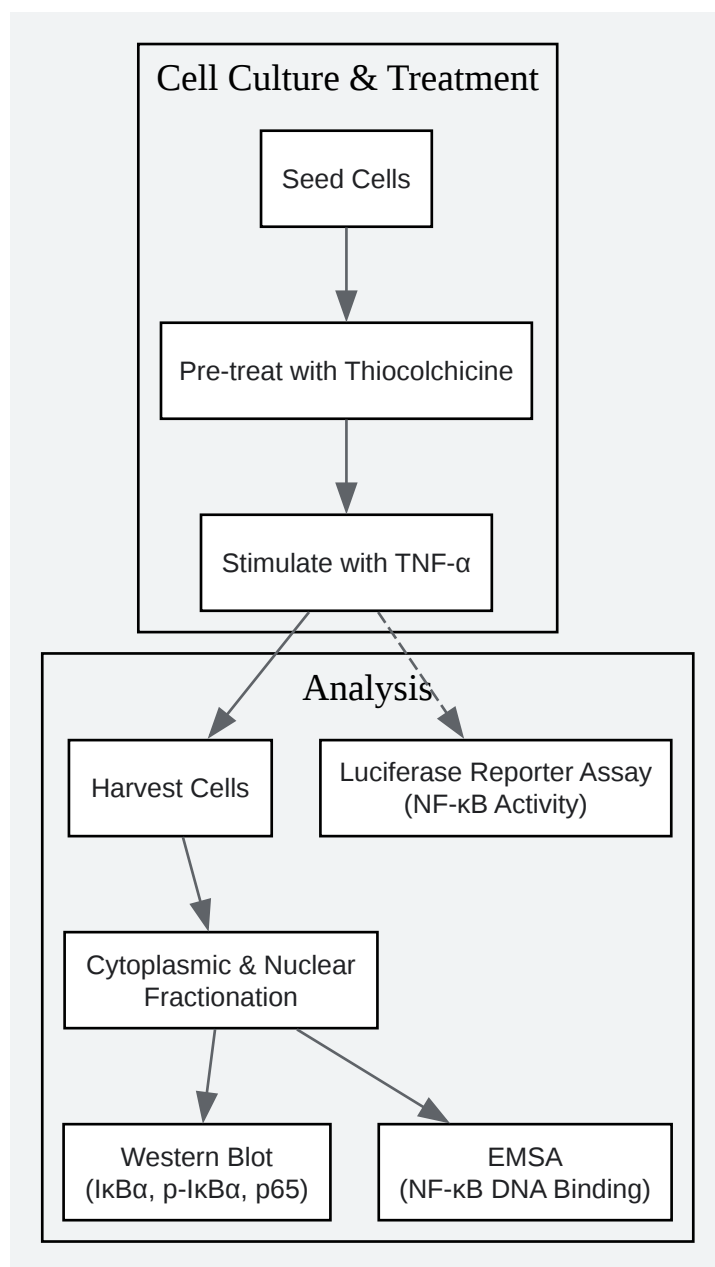 Cell Culture & Treatment
Seed Cells
Pre-treat with Thiocolchicine
Stimulate with TNF-α
Analysis
Harvest Cells
Luciferase Reporter Assay
(NF-κB Activity)
Cytoplasmic & Nuclear
Fractionation
Western Blot
(IκBα, p-IκBα, p65)
EMSA
(NF-κB DNA Binding)